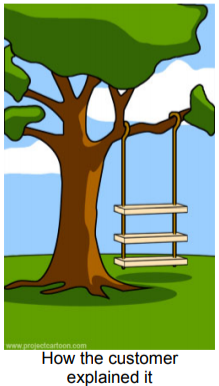 www.projectcartoon.com
How the customer
explained it